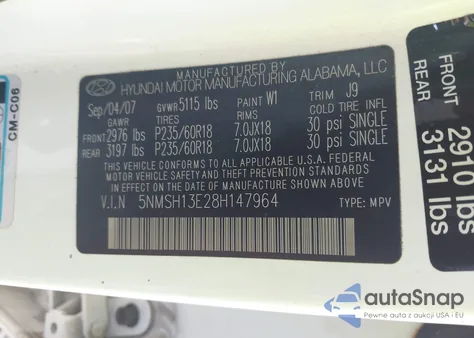 MANUFACTURED BY
HYUNDAI MOTOR MANUFACTURING ALABAMA, LLC
Sep/04/07 GVWR 5115 lbs PAINT W1 TRIM J9
GAWR TIRES RIMS COLD TIRE
FRONT 2976 lbs P235/60R18 7.0JX18 30 psi SINGLE
REAR 3197 lbs P235/60R18 7.0JX18 30 psi SINGLE
THIS VEHICLE CONFORMS TO ALL APPLICABLE U.S. FEDERAL
MOTOR VEHICLE SAFETY AND THEFT PREVENTION STANDARDS
IN EFFECT ON THE DATE OF MANUFACTURE SHOWN ABOVE.
V.I.N 5NMSH13E28H147964 TYPE: MPV
CM-C06
FRONT 2910 lbs
REAR 3131 lbs
autoSnap
Pewne auta z aukcji USA i EU